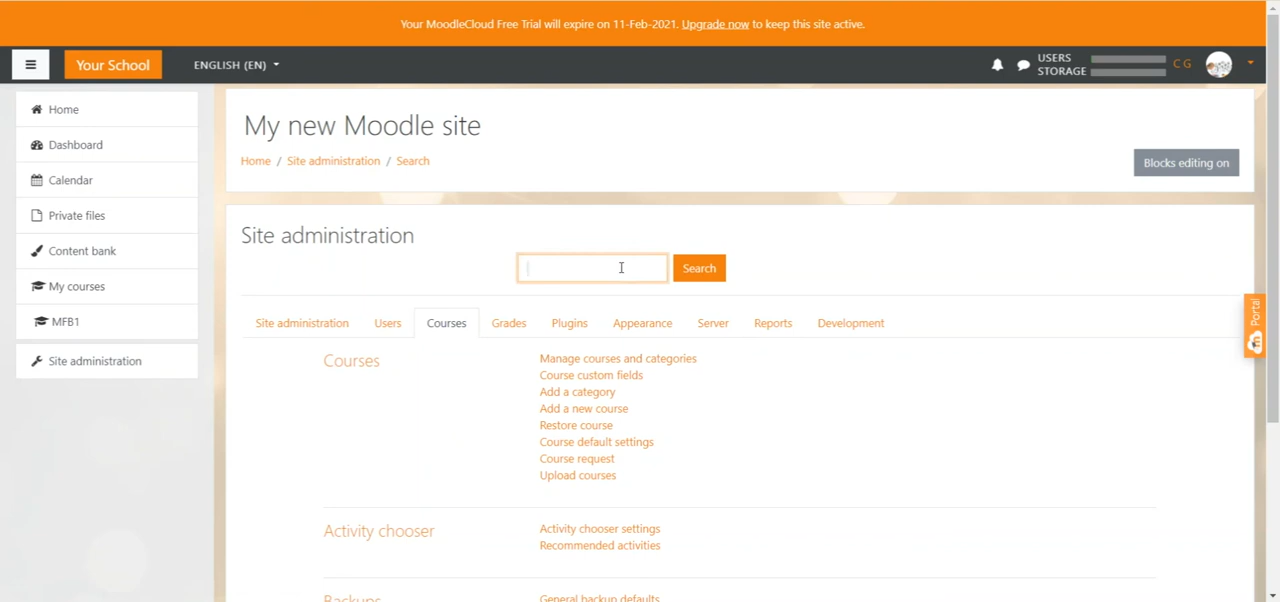 Your MoodleCloud Free Trial will expire on 11-Feb-2021. Upgrade now to keep this site active.
Your School
ENGLISH (EN)
USERS
STORAGE
C G
Home
Dashboard
Calendar
Private files
Content bank
My courses
MFB1
Site administration
My new Moodle site
Home / Site administration / Search
Blocks editing on
Site administration
Search
Site administration Users Courses Grades Plugins Appearance Server Reports Development
Courses
Manage courses and categories
Course custom fields
Add a category
Add a new course
Restore course
Course default settings
Course request
Upload courses
Activity chooser
Activity chooser settings
Recommended activities
Backups
General backup defaults
Portal